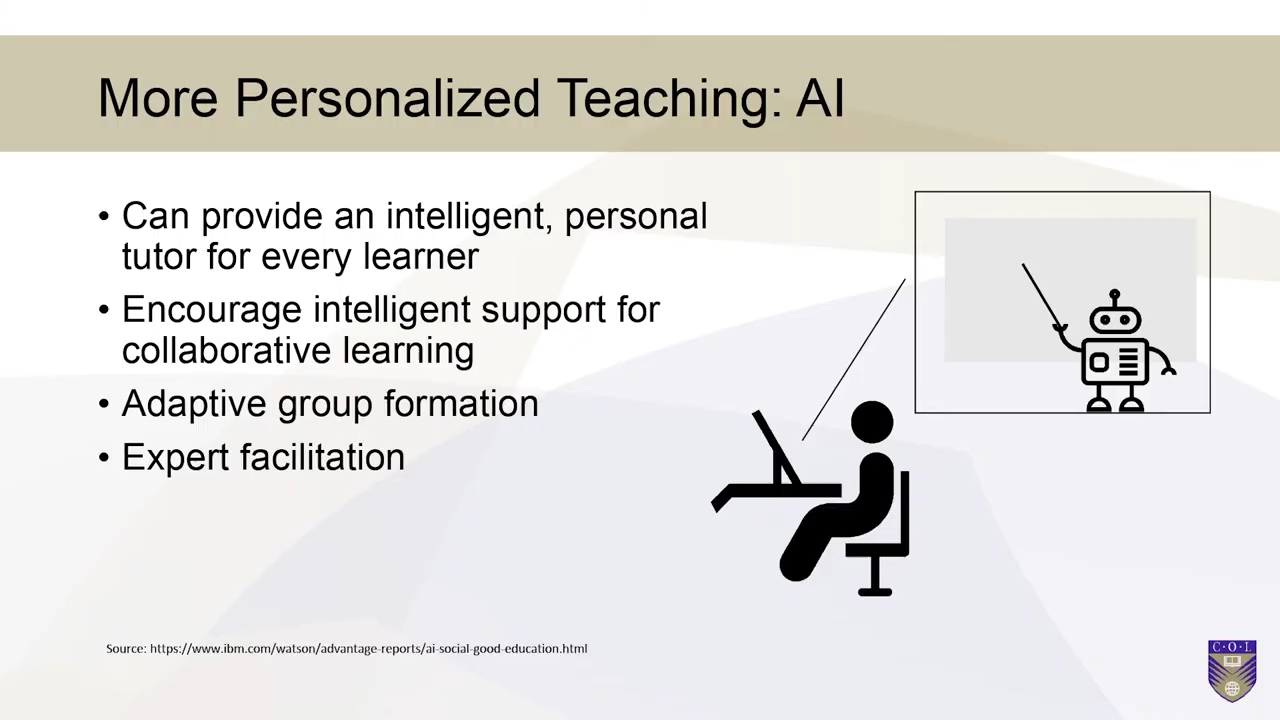 More Personalized Teaching: AI
• Can provide an intelligent, personal
tutor for every learner
• Encourage intelligent support for
collaborative learning
• Adaptive group formation
• Expert facilitation
Source: https://www.ibm.com/watson/advantage-reports/ai-social-good-education.html
C·O·L